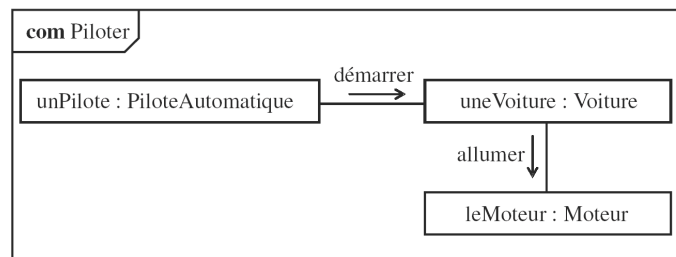 com Piloter
démarrer
unPilote : PiloteAutomatique
uneVoiture : Voiture
allumer
leMoteur : Moteur